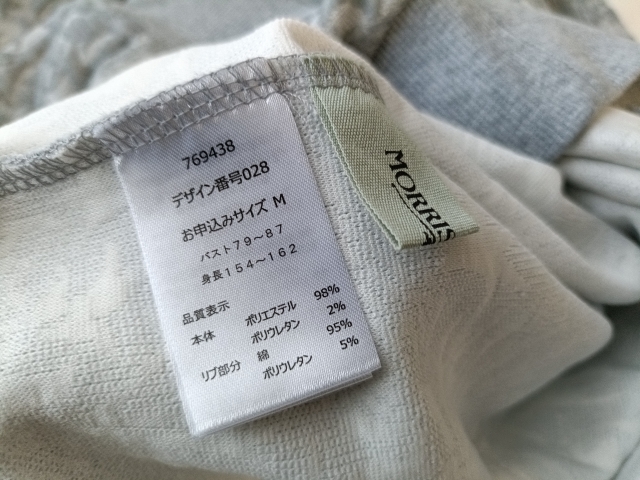 769438
デザイン番号028
お申込みサイズ M
バスト79～87
身長154～162
品質表示
本体 ポリエステル 98%
ポリウレタン 2%
リブ部分 綿 95%
ポリウレタン 5%
MORRIS